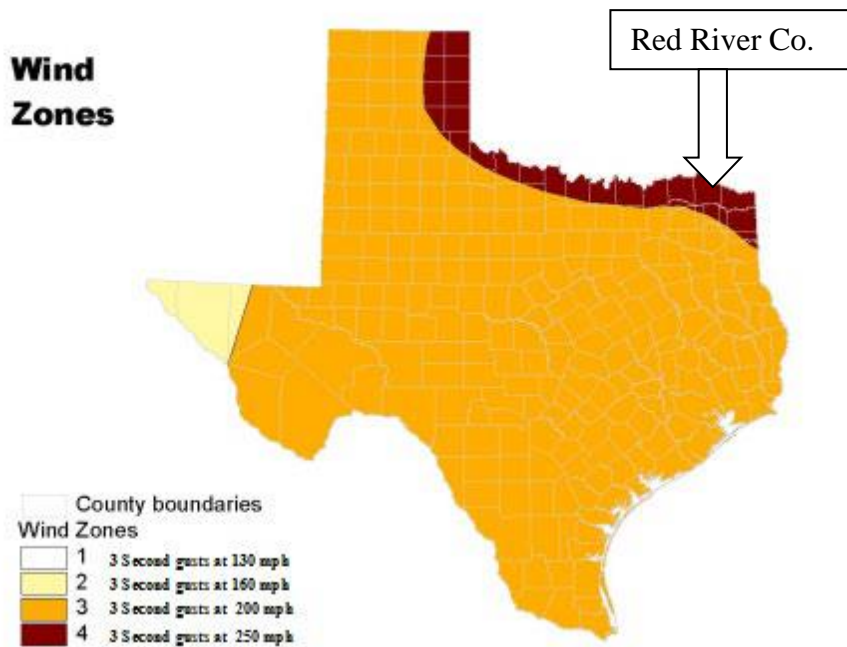 Red River Co.
Wind
Zones
County boundaries
Wind Zones
1 3 Second gusts at 130 mph
2 3 Second gusts at 160 mph
3 3 Second gusts at 200 mph
4 3 Second gusts at 250 mph